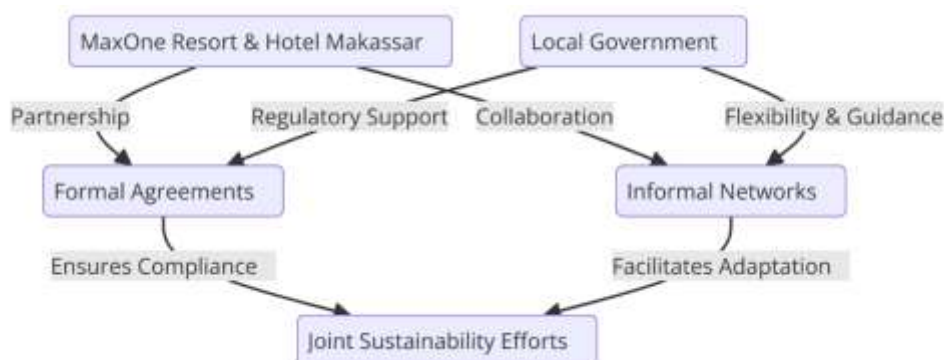 MaxOne Resort & Hotel Makassar
Local Government
Partnership
Regulatory Support
Collaboration
Flexibility & Guidance
Formal Agreements
Informal Networks
Ensures Compliance
Facilitates Adaptation
Joint Sustainability Efforts